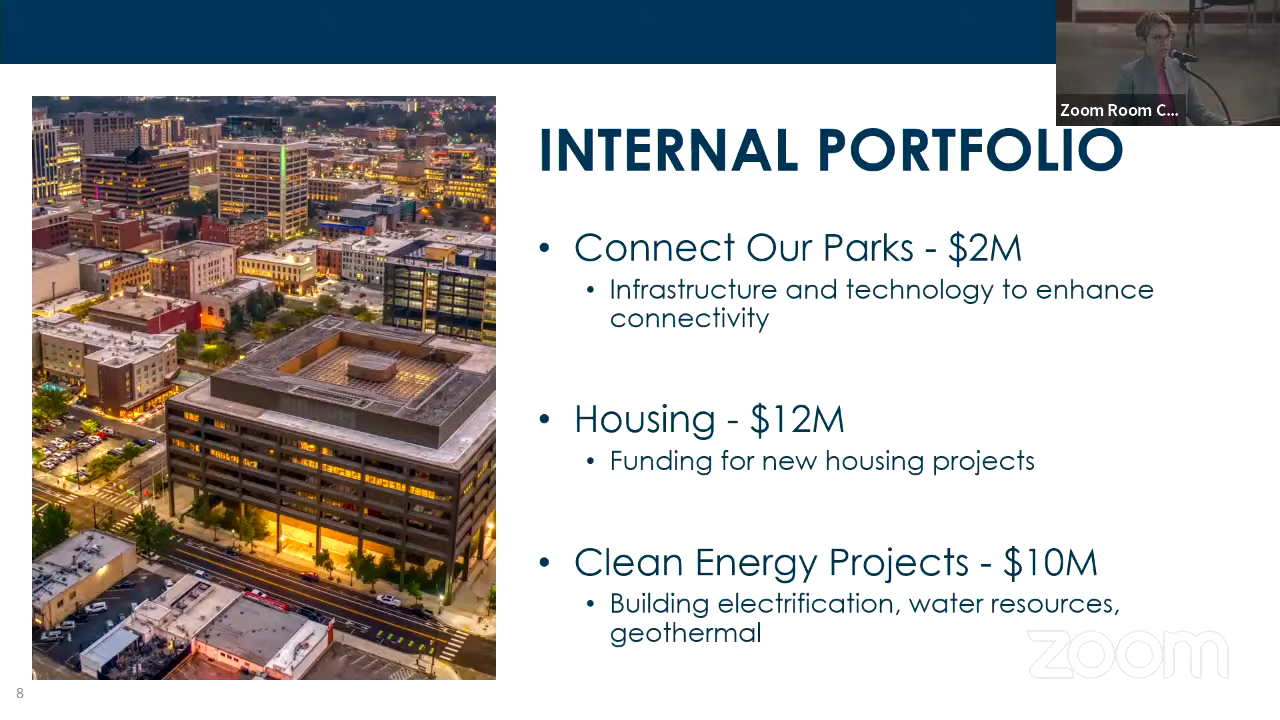 Zoom Room C...
INTERNAL PORTFOLIO
• Connect Our Parks - $2M
• Infrastructure and technology to enhance
connectivity
• Housing - $12M
• Funding for new housing projects
• Clean Energy Projects - $10M
• Building electrification, water resources,
geothermal
zoom
8